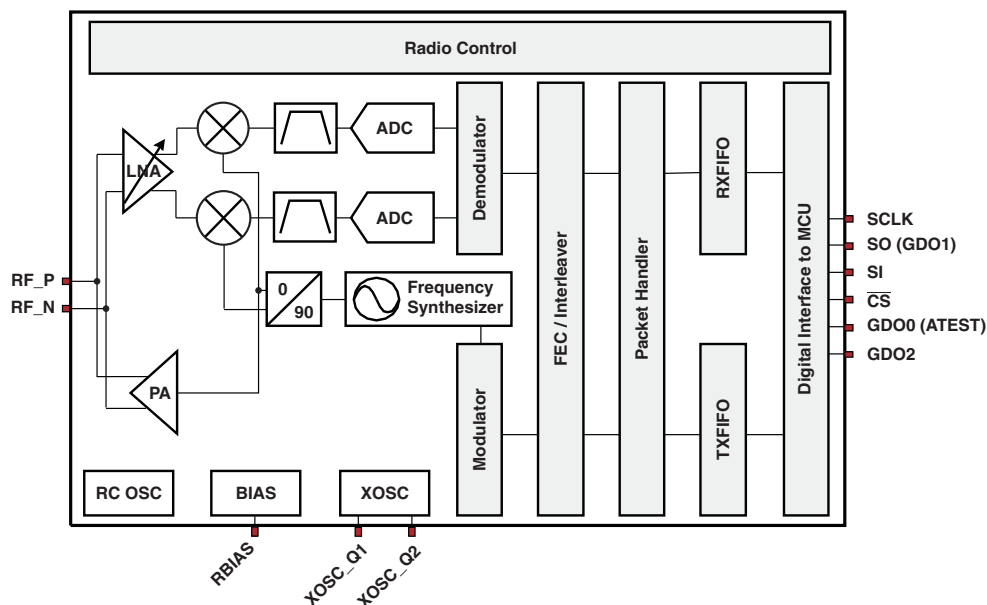 Radio Control
LNA
ADC
ADC
0
90
Frequency
Synthesizer
PA
RC OSC
BIAS
XOSC
Demodulator
Modulator
FEC / Interleaver
Packet Handler
RXFIFO
TXFIFO
Digital Interface to MCU
RF_P
RF_N
SCLK
SO (GDO1)
SI
C̅S̅
GDO0 (ATEST)
GDO2
RBIAS
XOSC_Q1
XOSC_Q2